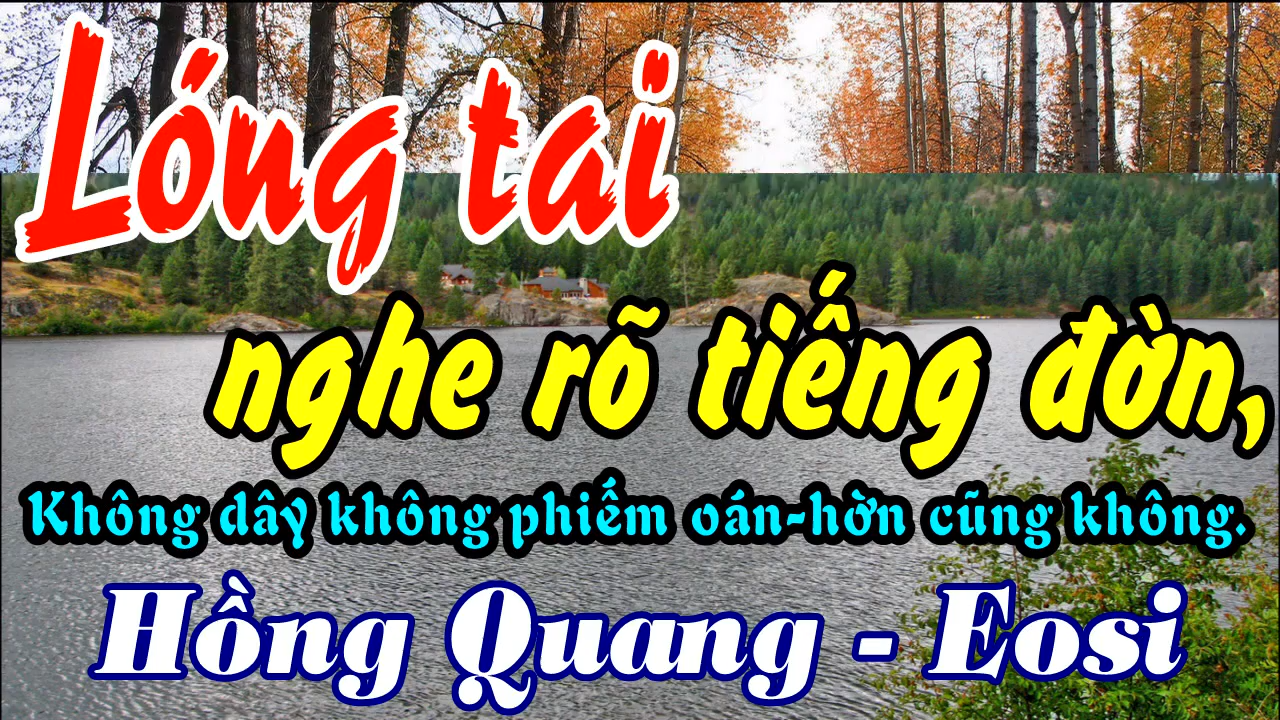 Lóng tai
nghe rõ tiếng đờn,
Không dây không phiếm oán-hờn cũng không.
Hồng Quang - Eosi